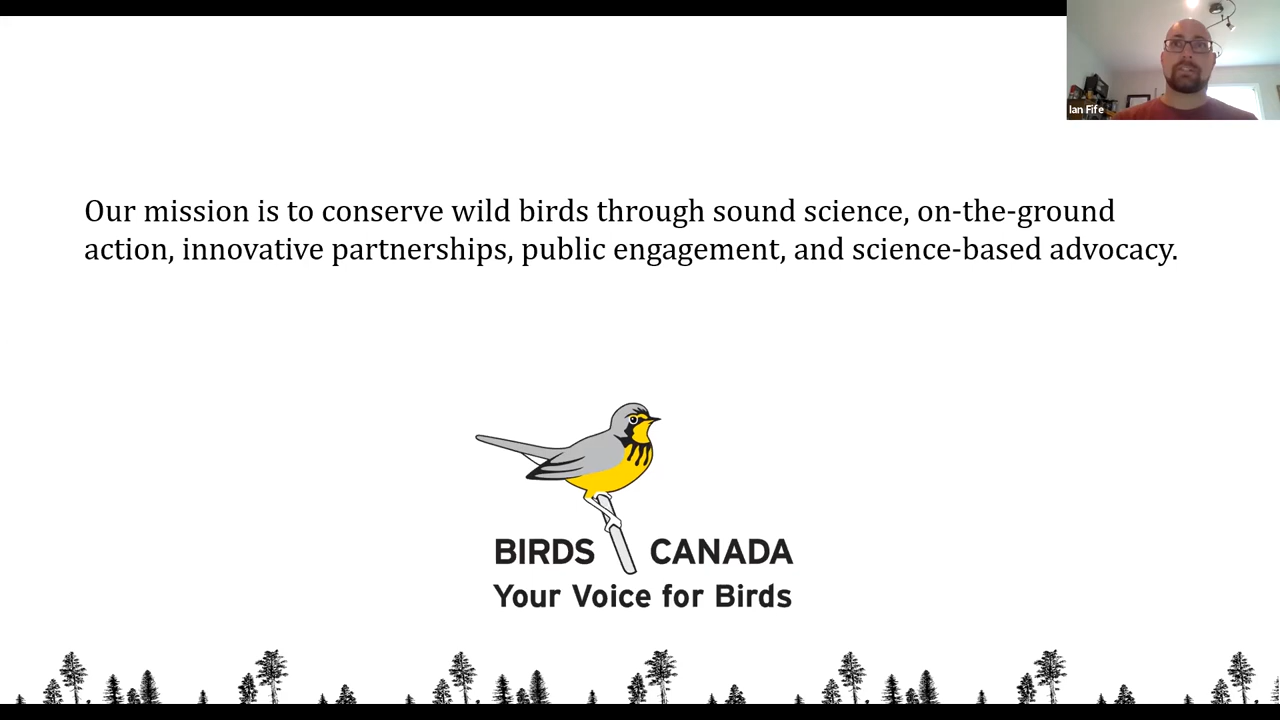 Ian Fife
Our mission is to conserve wild birds through sound science, on-the-ground
action, innovative partnerships, public engagement, and science-based advocacy.
BIRDS CANADA
Your Voice for Birds